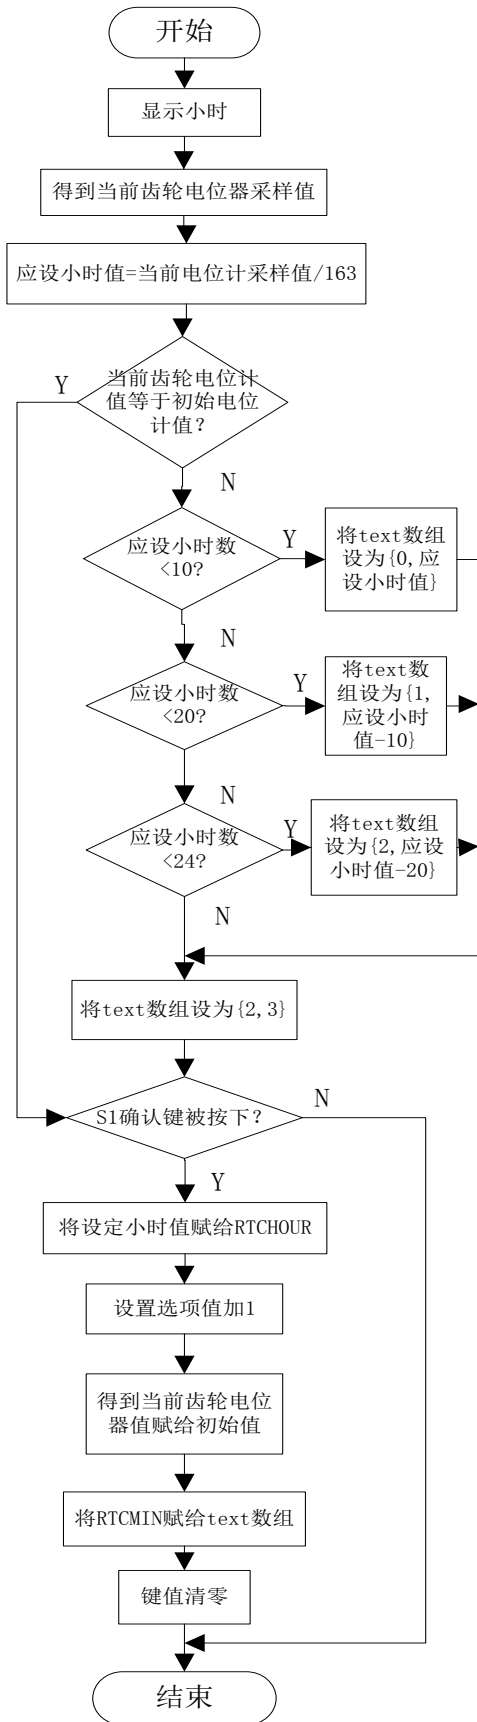 开始
显示小时
得到当前齿轮电位器采样值
应设小时值=当前电位计采样值/163
当前齿轮电位计
值等于初始电位
计值？
Y
N
应设小时数
<10?
Y
将text数组
设为{0,应
设小时值}
N
应设小时数
<20?
Y
将text数
组设为{1,
应设小时
值-10}
N
应设小时数
<24?
Y
将text数组
设为{2,应设
小时值-20}
N
将text数组设为{2,3}
S1确认键被按下？
N
Y
将设定小时值赋给RTCHOUR
设置选项值加1
得到当前齿轮电位
器值赋给初始值
将RTCMIN赋给text数组
键值清零
结束